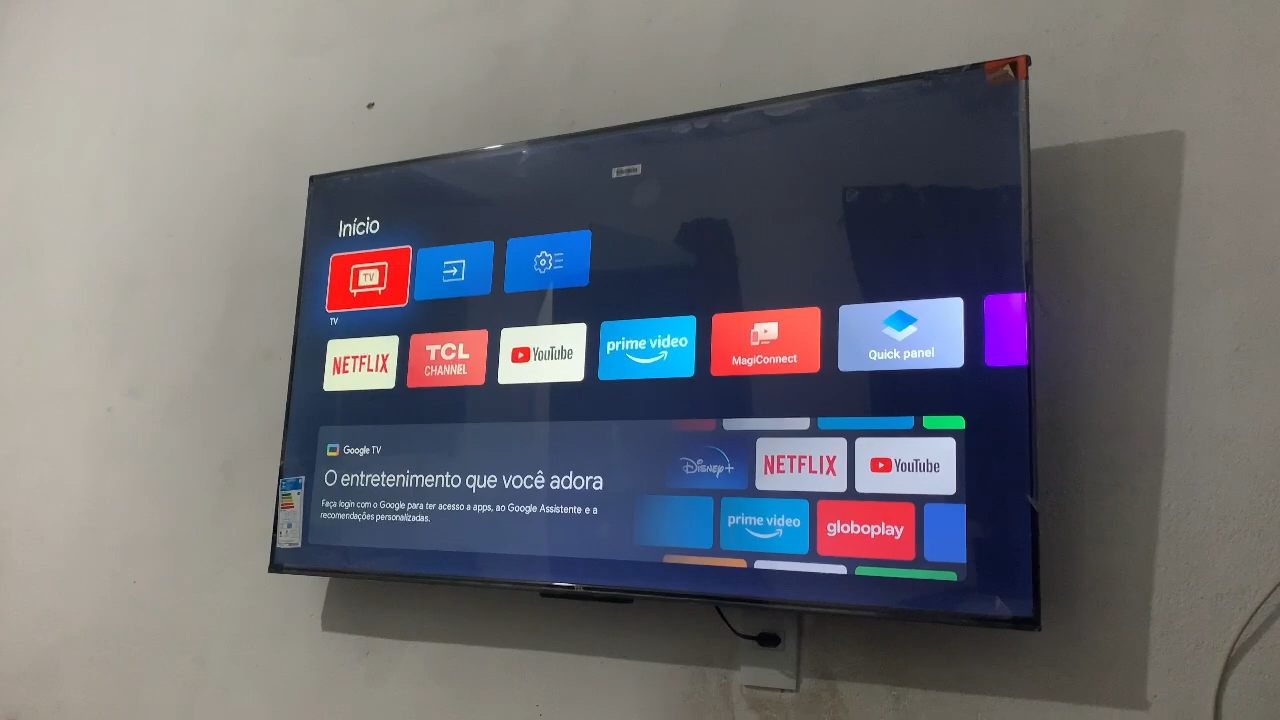 Início
TV
TV
NETFLIX
TCL
CHANNEL
YouTube
prime video
MagiConnect
Quick panel
Google TV
O entretenimento que você adora
Faça login com o Google para ter acesso a apps, ao Google Assistente e a
recomendações personalizadas.
Disney+
NETFLIX
YouTube
prime video
globoplay